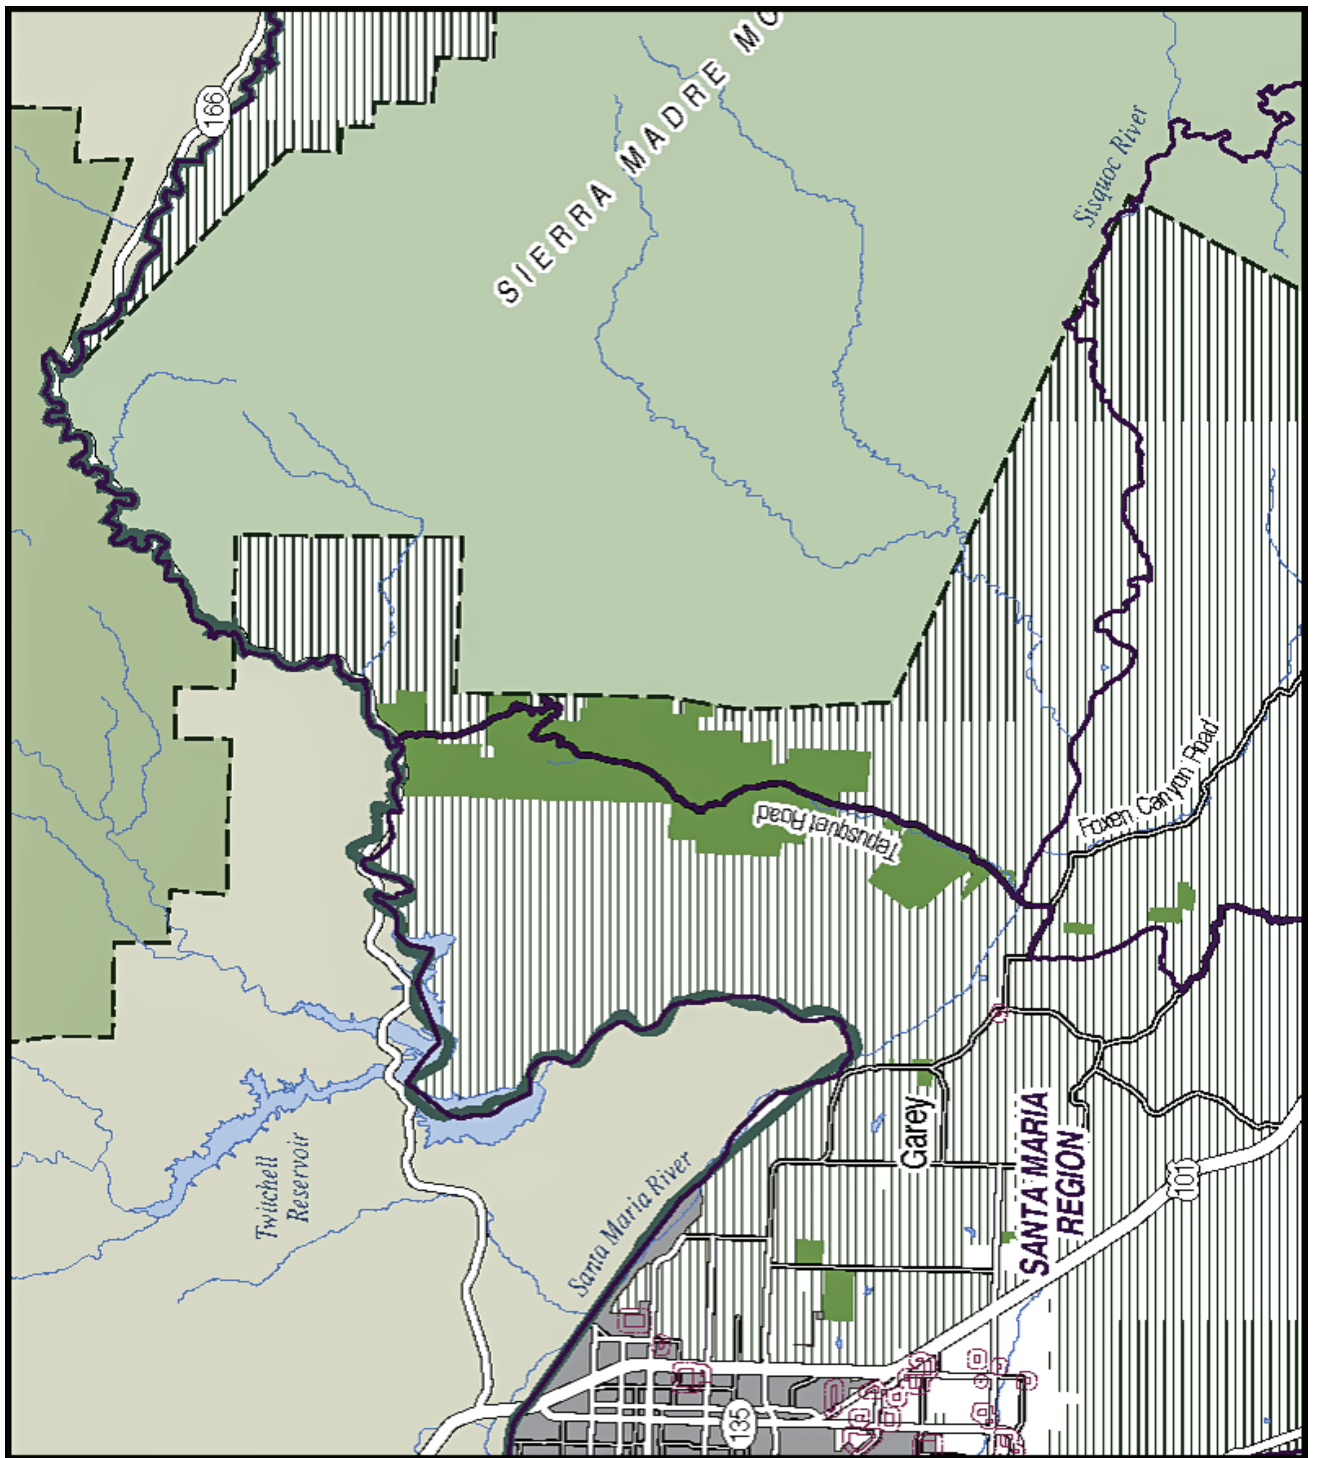 166
SIERRA MADRE MO
Sisquoc River
Tepusquet Road
Foxen Canyon Road
Twitchell
Reservoir
Santa Maria River
Garey
SANTA MARIA
REGION
101
135